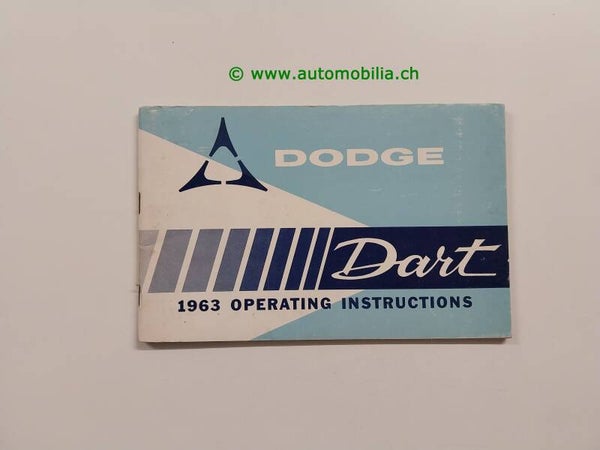 © www.automobilia.ch
DODGE
Dart
1963 OPERATING INSTRUCTIONS